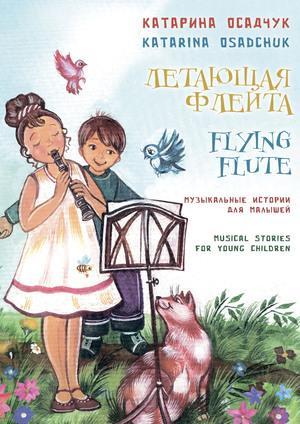 КАТАРИНА ОСАДЧУК
KATARINA OSADCHUK
ЛЕТАЮЩАЯ
ФЛЕЙТА
FLYING
FLUTE
МУЗЫКАЛЬНЫЕ ИСТОРИИ
ДЛЯ МАЛЫШЕЙ
MUSICAL STORIES
FOR YOUNG CHILDREN